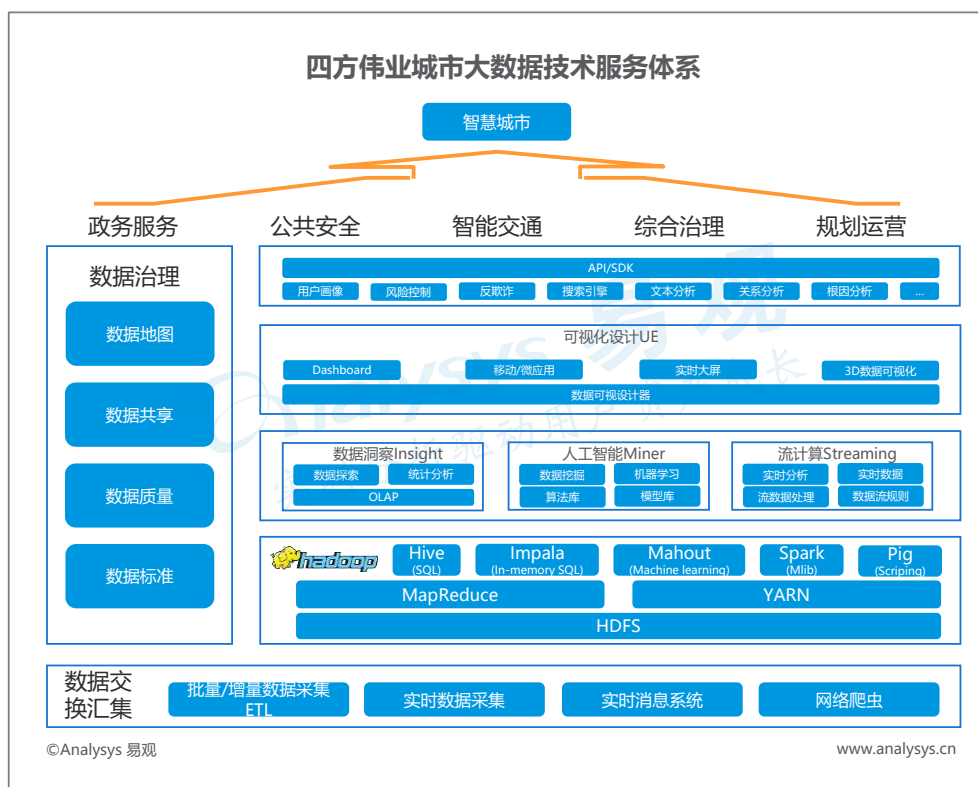 四方伟业城市大数据技术服务体系
智慧城市
政务服务
公共安全
智能交通
综合治理
规划运营
数据治理
数据地图
数据共享
数据质量
数据标准
API/SDK
用户画像
风险控制
反欺诈
搜索引擎
文本分析
关系分析
根因分析
...
可视化设计UE
Dashboard
移动/微应用
实时大屏
3D数据可视化
数据可视设计器
数据洞察Insight
数据探索
统计分析
OLAP
人工智能Miner
数据挖掘
机器学习
算法库
模型库
流计算Streaming
实时分析
实时数据
流数据处理
数据流规则
hadoop
Hive
(SQL)
Impala
(In-memory SQL)
Mahout
(Machine learning)
Spark
(Mlib)
Pig
(Scriping)
MapReduce
YARN
HDFS
数据交
换汇集
批量/增量数据采集
ETL
实时数据采集
实时消息系统
网络爬虫
©Analysys 易观
www.analysys.cn
Analysys 易观